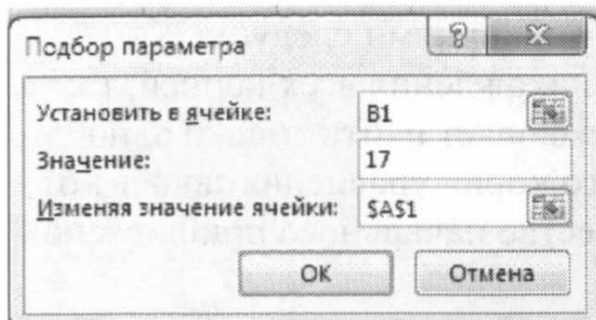 Подбор параметра
Установить в ячейке: B1
Значение: 17
Изменяя значение ячейки: $A$1
ОК Отмена